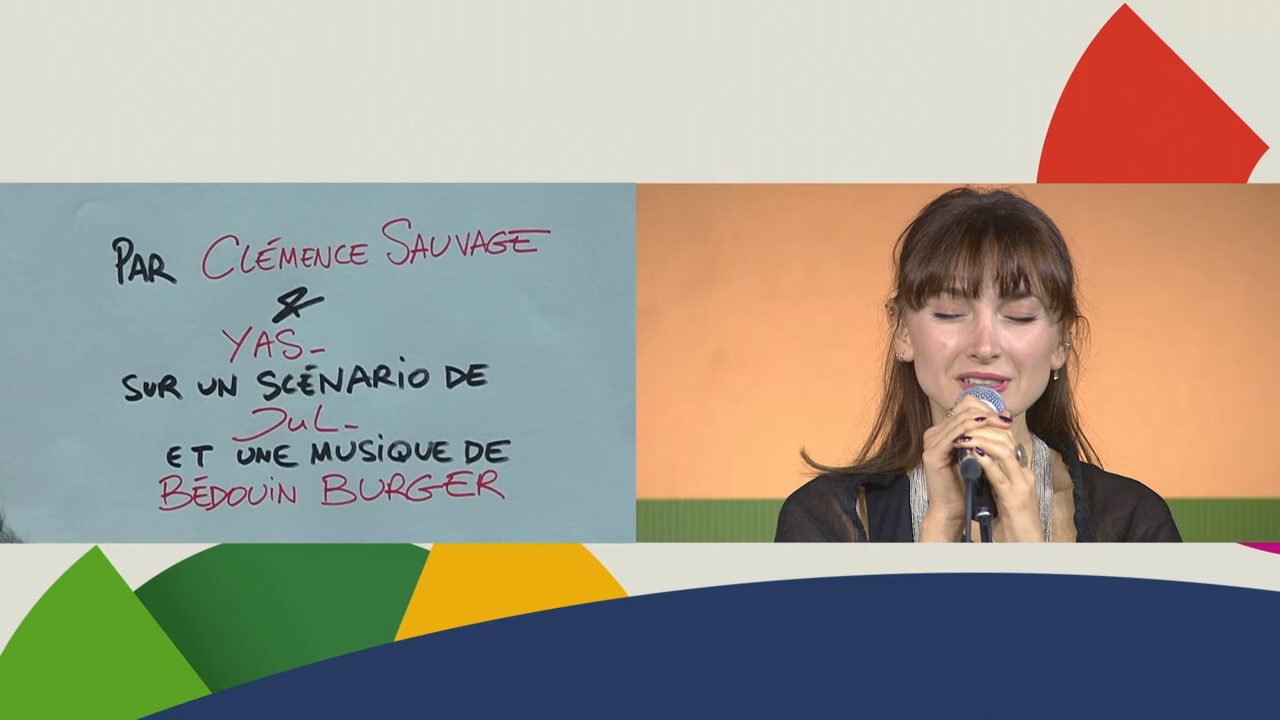 PAR CLÉMENCE SAUVAGE
&
YAS-
SUR UN SCÉNARIO DE
JUL-
ET UNE MUSIQUE DE
BÉDOUIN BURGER